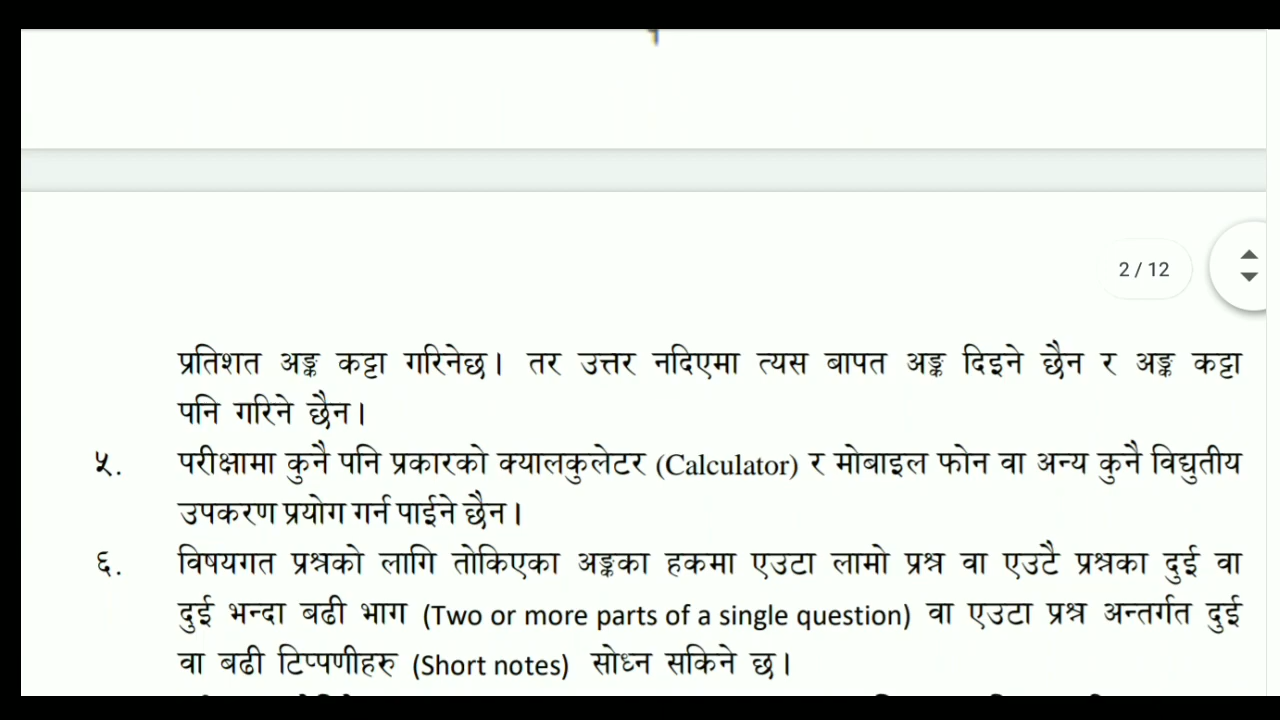 2 / 12
प्रतिशत अङ्क कट्टा गरिनेछ। तर उत्तर नदिएमा त्यस बापत अङ्क दिइने छैन र अङ्क कट्टा
पनि गरिने छैन।
५. परीक्षामा कुनै पनि प्रकारको क्यालकुलेटर (Calculator) र मोबाइल फोन वा अन्य कुनै विद्युतीय
उपकरण प्रयोग गर्न पाईने छैन।
६. विषयगत प्रश्नको लागि तोकिएका अङ्कका हकमा एउटा लामो प्रश्न वा एउटै प्रश्नका दुई वा
दुई भन्दा बढी भाग (Two or more parts of a single question) वा एउटा प्रश्न अन्तर्गत दुई
वा बढी टिप्पणीहरु (Short notes) सोध्न सकिने छ।